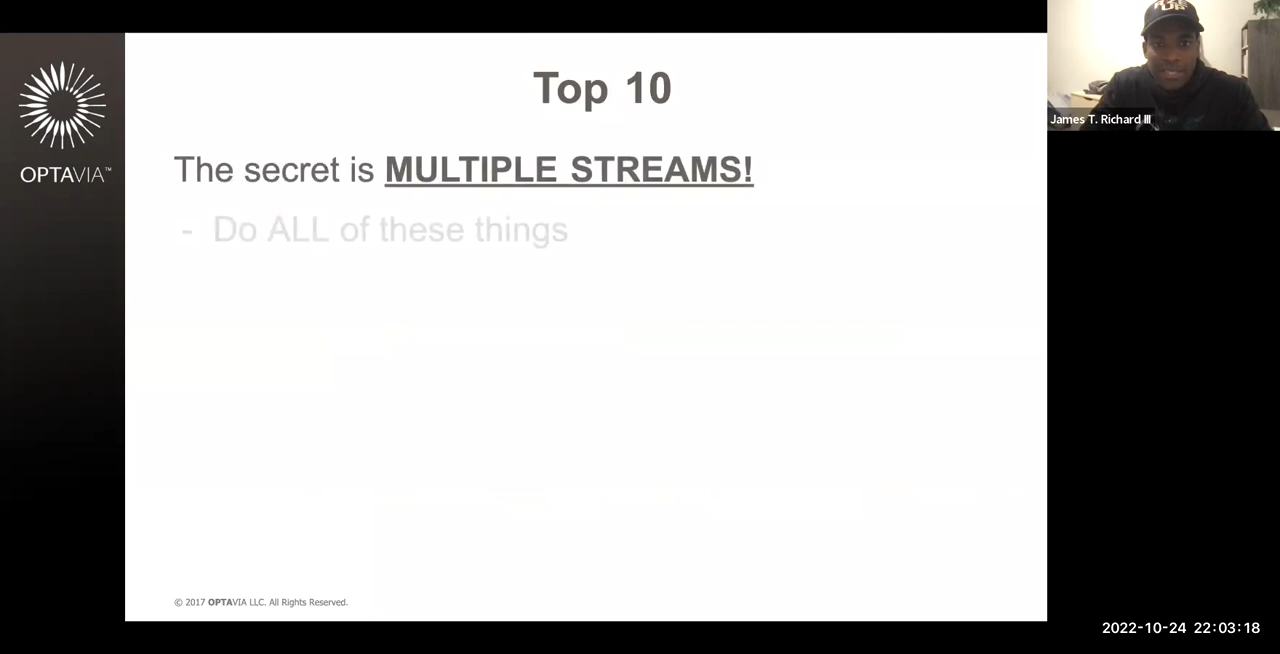 Top 10
OPTAVIA™
The secret is MULTIPLE STREAMS!
- Do ALL of these things
© 2017 OPTAVIA LLC. All Rights Reserved.
James T. Richard III
2022-10-24 22:03:18